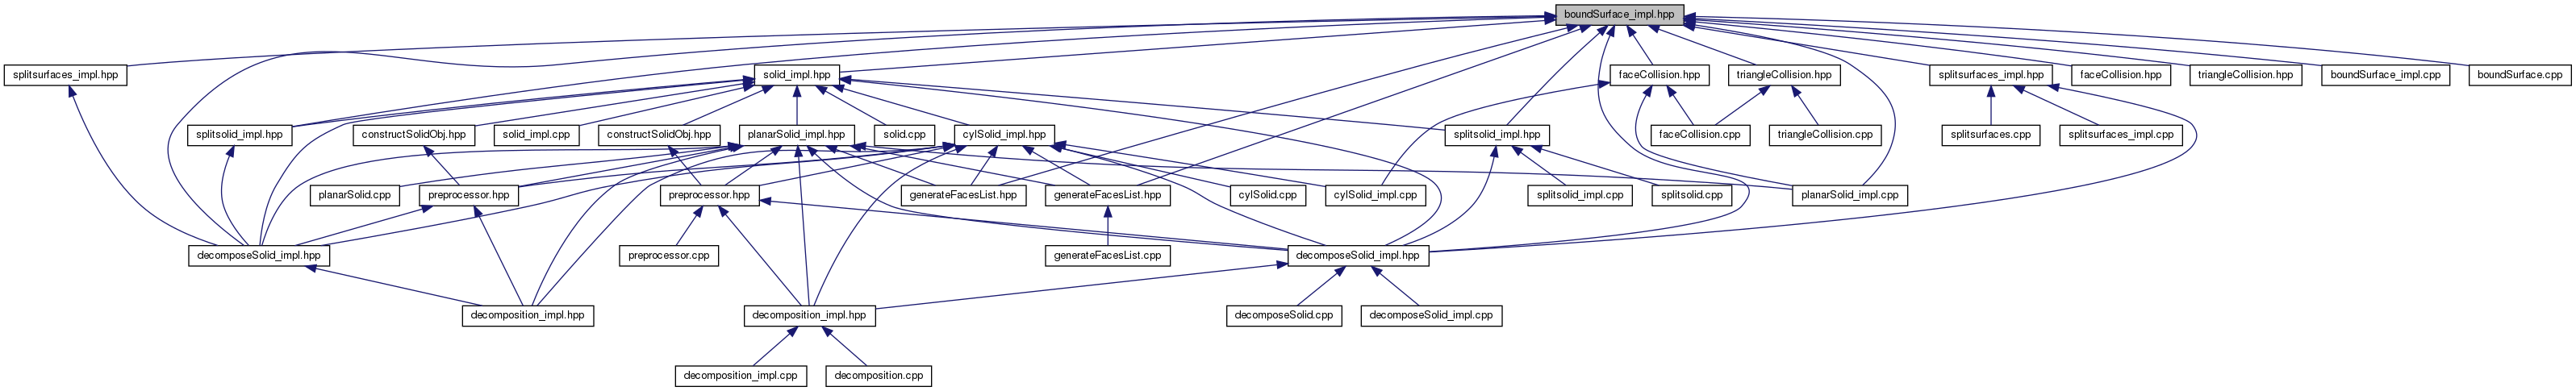 boundSurface_impl.hpp
splitsurfaces_impl.hpp
solid_impl.hpp
faceCollision.hpp
triangleCollision.hpp
splitsurfaces_impl.hpp
faceCollision.hpp
triangleCollision.hpp
boundSurface_impl.cpp
boundSurface.cpp
splitsolid_impl.hpp
constructSolidObj.hpp
solid_impl.cpp
constructSolidObj.hpp
planarSolid_impl.hpp
solid.cpp
cylSolid_impl.hpp
splitsolid_impl.hpp
faceCollision.cpp
triangleCollision.cpp
splitsurfaces.cpp
splitsurfaces_impl.cpp
planarSolid.cpp
preprocessor.hpp
preprocessor.hpp
generateFacesList.hpp
generateFacesList.hpp
cylSolid.cpp
cylSolid_impl.cpp
splitsolid_impl.cpp
splitsolid.cpp
planarSolid_impl.cpp
decomposeSolid_impl.hpp
preprocessor.cpp
generateFacesList.cpp
decomposeSolid_impl.hpp
decomposition_impl.hpp
decomposition_impl.hpp
decomposeSolid.cpp
decomposeSolid_impl.cpp
decomposition_impl.cpp
decomposition.cpp